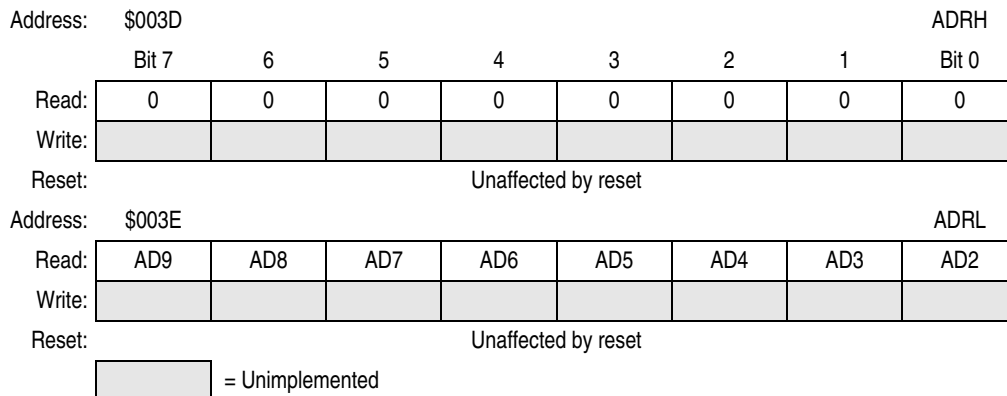 Address: $003D ADRH
Bit 7 6 5 4 3 2 1 Bit 0
Read: 0 0 0 0 0 0 0 0
Write:
Reset: Unaffected by reset
Address: $003E ADRL
Read: AD9 AD8 AD7 AD6 AD5 AD4 AD3 AD2
Write:
Reset: Unaffected by reset
= Unimplemented